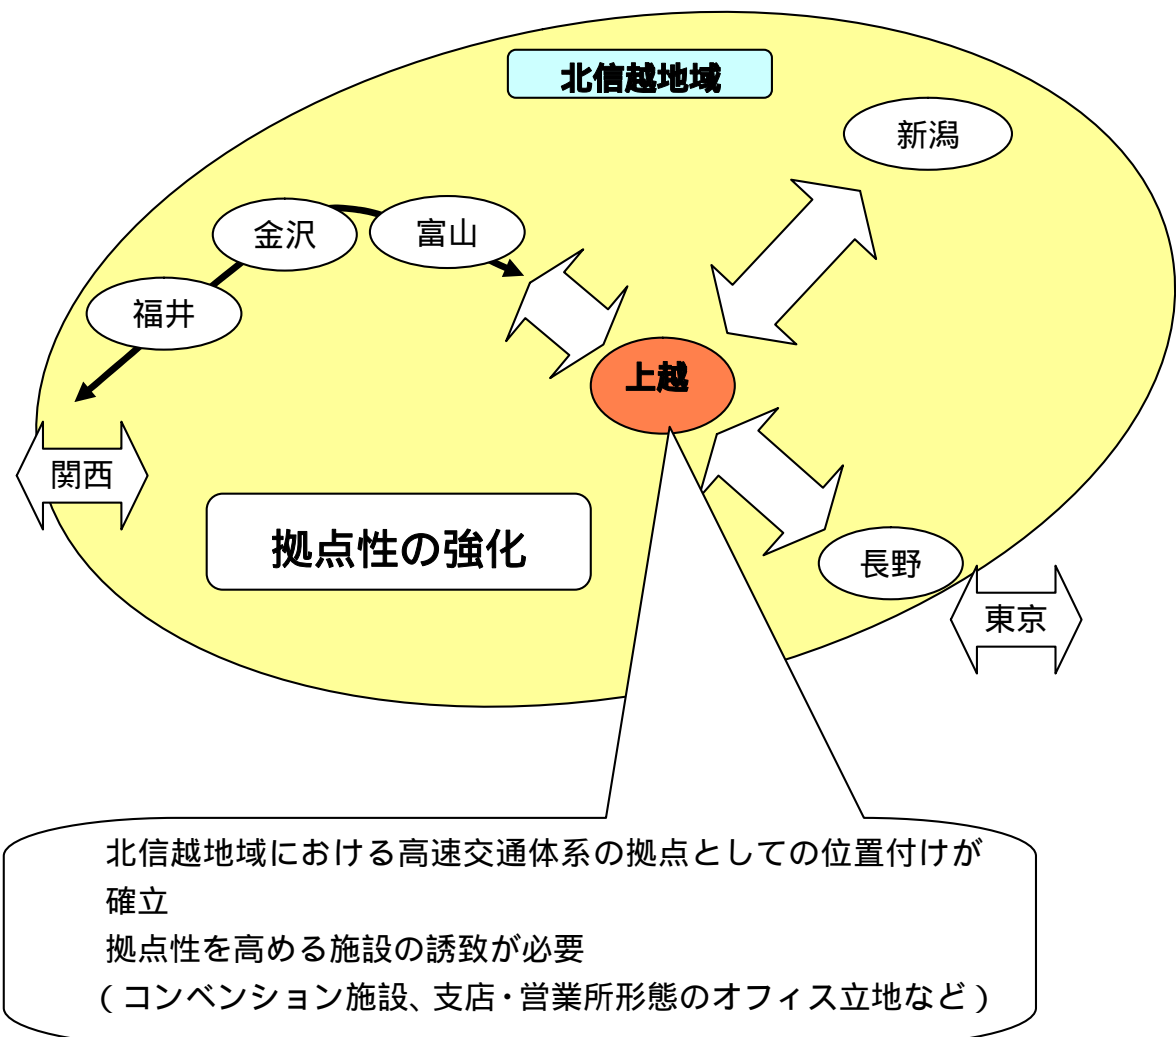 北信越地域
新潟
金沢
富山
福井
上越
関西
拠点性の強化
長野
東京
北信越地域における高速交通体系の拠点としての位置付けが
確立
拠点性を高める施設の誘致が必要
(コンベンション施設、支店・営業所形態のオフィス立地など)